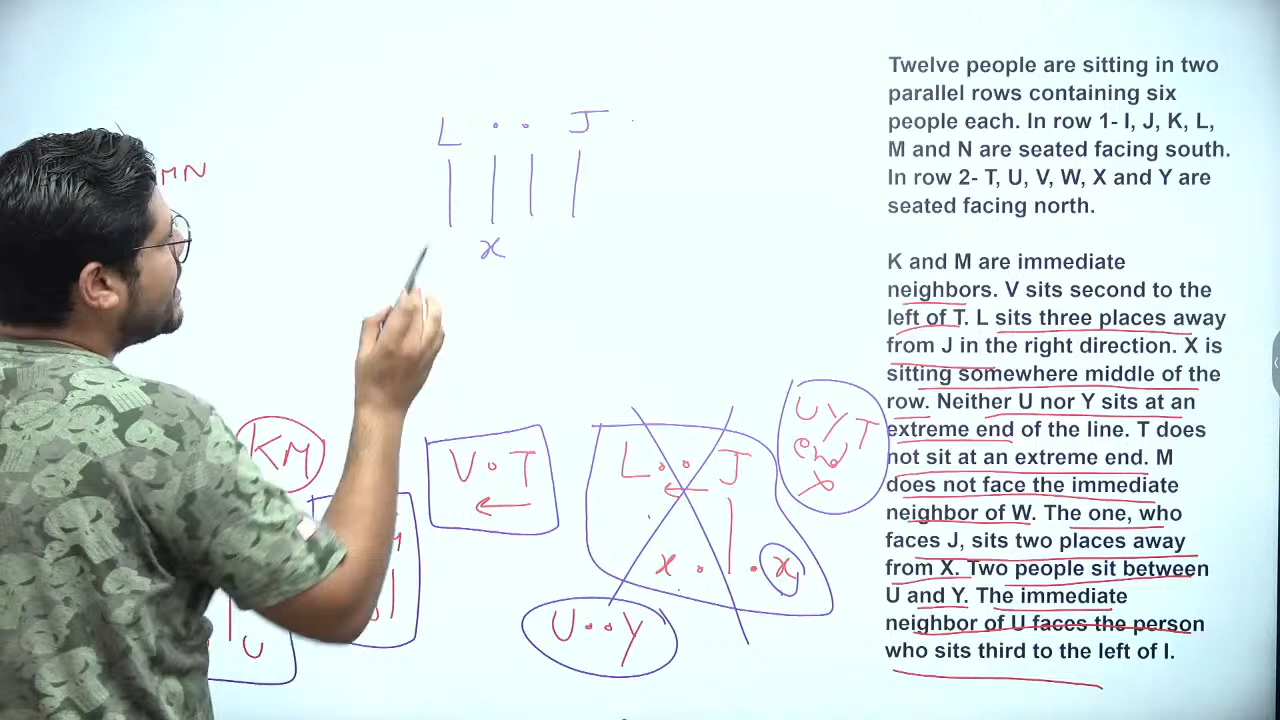 Twelve people are sitting in two
parallel rows containing six
people each. In row 1- I, J, K, L,
M and N are seated facing south.
In row 2- T, U, V, W, X and Y are
seated facing north.
K and M are immediate
neighbors. V sits second to the
left of T. L sits three places away
from J in the right direction. X is
sitting somewhere middle of the
row. Neither U nor Y sits at an
extreme end of the line. T does
not sit at an extreme end. M
does not face the immediate
neighbor of W. The one, who
faces J, sits two places away
from X. Two people sit between
U and Y. The immediate
neighbor of U faces the person
who sits third to the left of I.
L . . J
x
MN
KM
V . T
L . . J
x . . x
U . . Y
U Y T
end
x
U